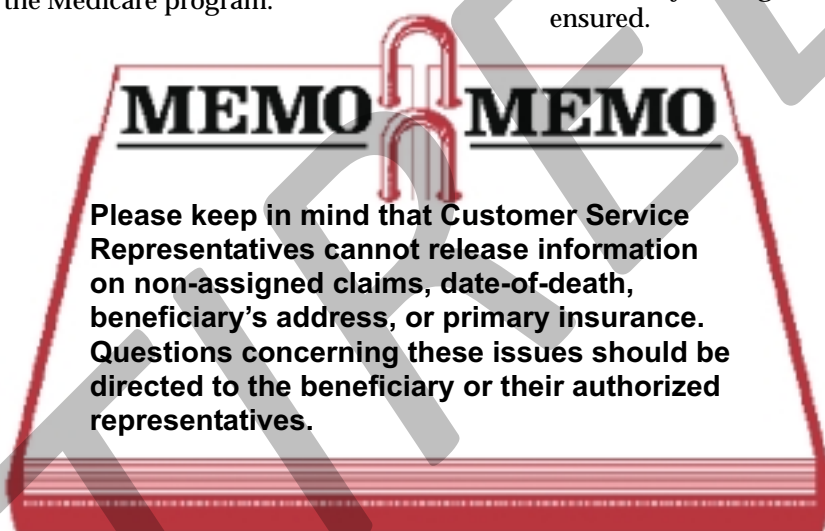 the Medicare program.
ensured.
MEMO MEMO
Please keep in mind that Customer Service
Representatives cannot release information
on non-assigned claims, date-of-death,
beneficiary's address, or primary insurance.
Questions concerning these issues should be
directed to the beneficiary or their authorized
representatives.